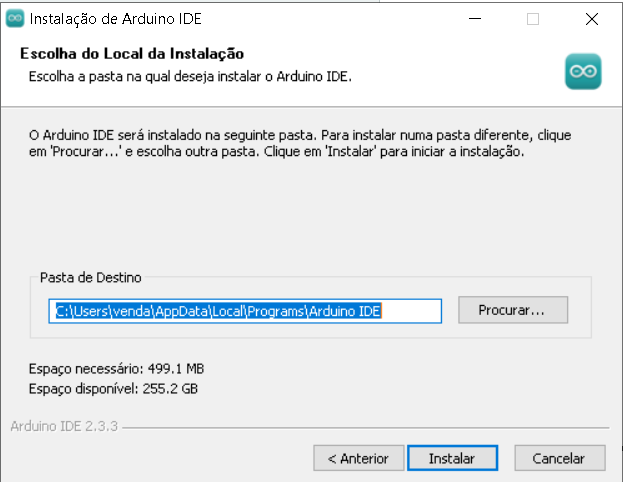 Instalação de Arduino IDE
Escolha do Local da Instalação
Escolha a pasta na qual deseja instalar o Arduino IDE.
O Arduino IDE será instalado na seguinte pasta. Para instalar numa pasta diferente, clique
em 'Procurar...' e escolha outra pasta. Clique em 'Instalar' para iniciar a instalação.
Pasta de Destino
C:\Users\venda\AppData\Local\Programs\Arduino IDE
Procurar...
Espaço necessário: 499.1 MB
Espaço disponível: 255.2 GB
Arduino IDE 2.3.3
< Anterior
Instalar
Cancelar